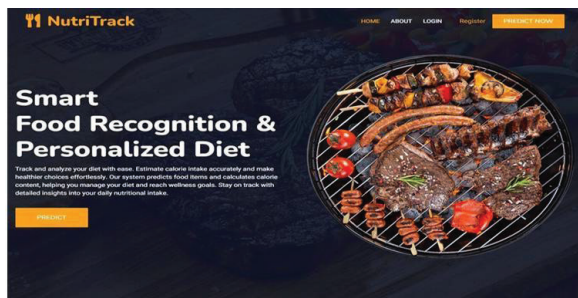 NutriTrack
HOME ABOUT LOGIN Register PREDICT NOW
Smart
Food Recognition &
Personalized Diet
Track and analyze your diet with ease. Estimate calorie intake accurately and make
healthier choices effortlessly. Our system predicts food items and calculates calorie
content, helping you manage your diet and reach wellness goals. Stay on track with
detailed insights into your daily nutritional intake.
PREDICT